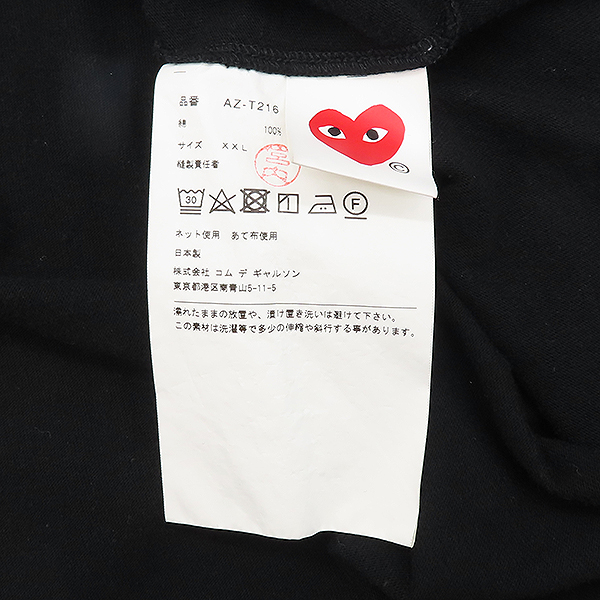 品番 AZ-T216
綿 100%
サイズ XXL
縫製責任者
30 F
ネット使用 あて布使用
日本製
株式会社 コム デ ギャルソン
東京都港区南青山5-11-5
濡れたままの放置や、漬け置き洗いは避けて下さい。
この素材は洗濯等で多少の伸縮や斜行する事があります。
©